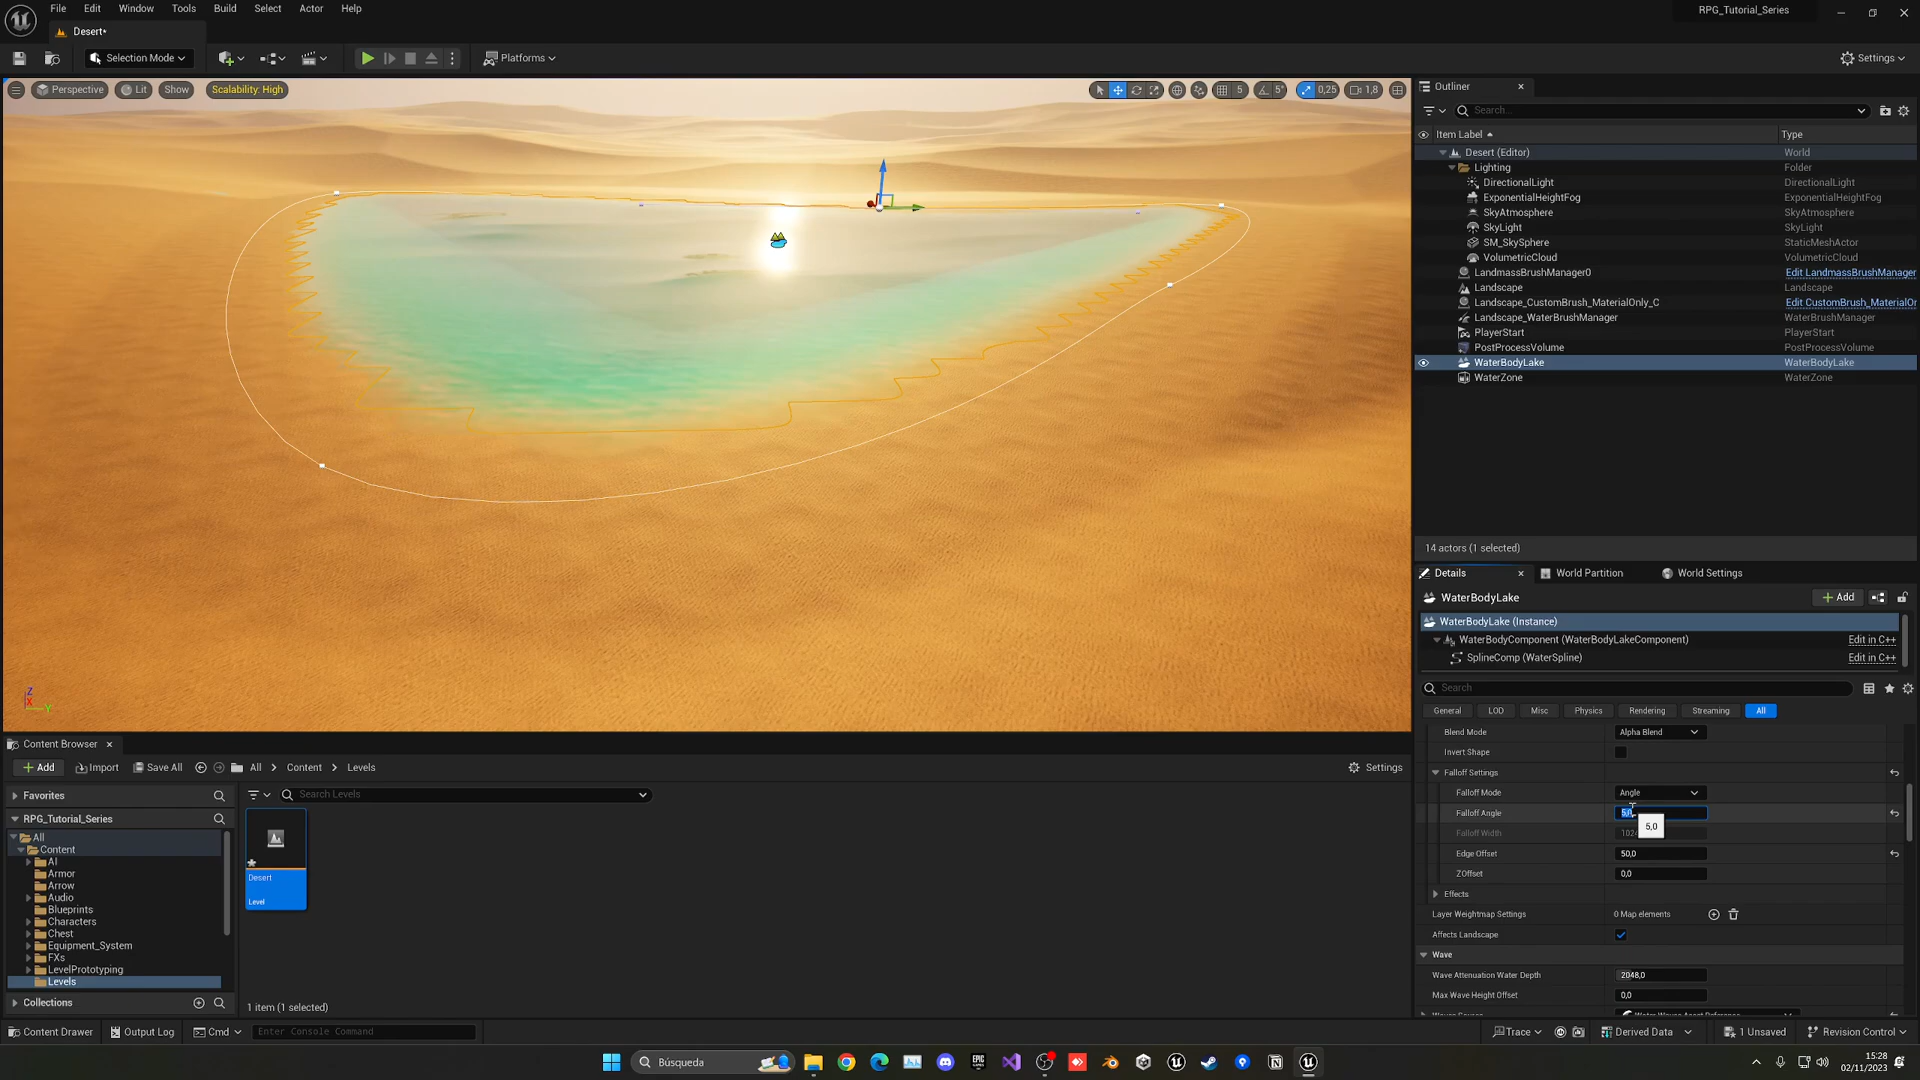 File Edit Window Tools Build Select Actor Help
RPG_Tutorial_Series
Desert*
Selection Mode
Platforms
Settings
Perspective Lit Show Scalability: High
5 5° 0,25 1,8
Outliner
Search...
Item Label Type
Desert (Editor) World
Lighting Folder
DirectionalLight DirectionalLight
ExponentialHeightFog ExponentialHeightFog
SkyAtmosphere SkyAtmosphere
SkyLight SkyLight
SM_SkySphere StaticMeshActor
VolumetricCloud VolumetricCloud
LandmassBrushManager0 Edit LandmassBrushManager
Landscape Landscape
Landscape_CustomBrush_MaterialOnly_C Edit CustomBrush_MaterialOr
Landscape_WaterBrushManager WaterBrushManager
PlayerStart PlayerStart
PostProcessVolume PostProcessVolume
WaterBodyLake WaterBodyLake
WaterZone WaterZone
14 actors (1 selected)
Details World Partition World Settings
WaterBodyLake
Add
WaterBodyLake (Instance)
WaterBodyComponent (WaterBodyLakeComponent) Edit in C++
SplineComp (WaterSpline) Edit in C++
Search
General LOD Misc Physics Rendering Streaming All
Blend Mode Alpha Blend
Invert Shape
Falloff Settings
Falloff Mode Angle
Falloff Angle 5,0
5,0
Falloff Width
Edge Offset 50,0
ZOffset 0,0
Effects
Layer Weightmap Settings 0 Map elements
Affects Landscape
Wave
Wave Attenuation Water Depth 2048,0
Max Wave Height Offset 0,0
Z
X
Y
Content Browser
Add Import Save All All Content Levels
Settings
Favorites
Search Levels
RPG_Tutorial_Series
All
Content
AI
Armor
Arrow
Audio
Blueprints
Characters
Chest
Equipment_System
FXs
LevelPrototyping
Levels
Collections
Desert
Level
1 item (1 selected)
Content Drawer Output Log Cmd Enter Console Command
Trace Derived Data 1 Unsaved Revision Control
Búsqueda
EPIC GAMES
15:28
02/11/2023